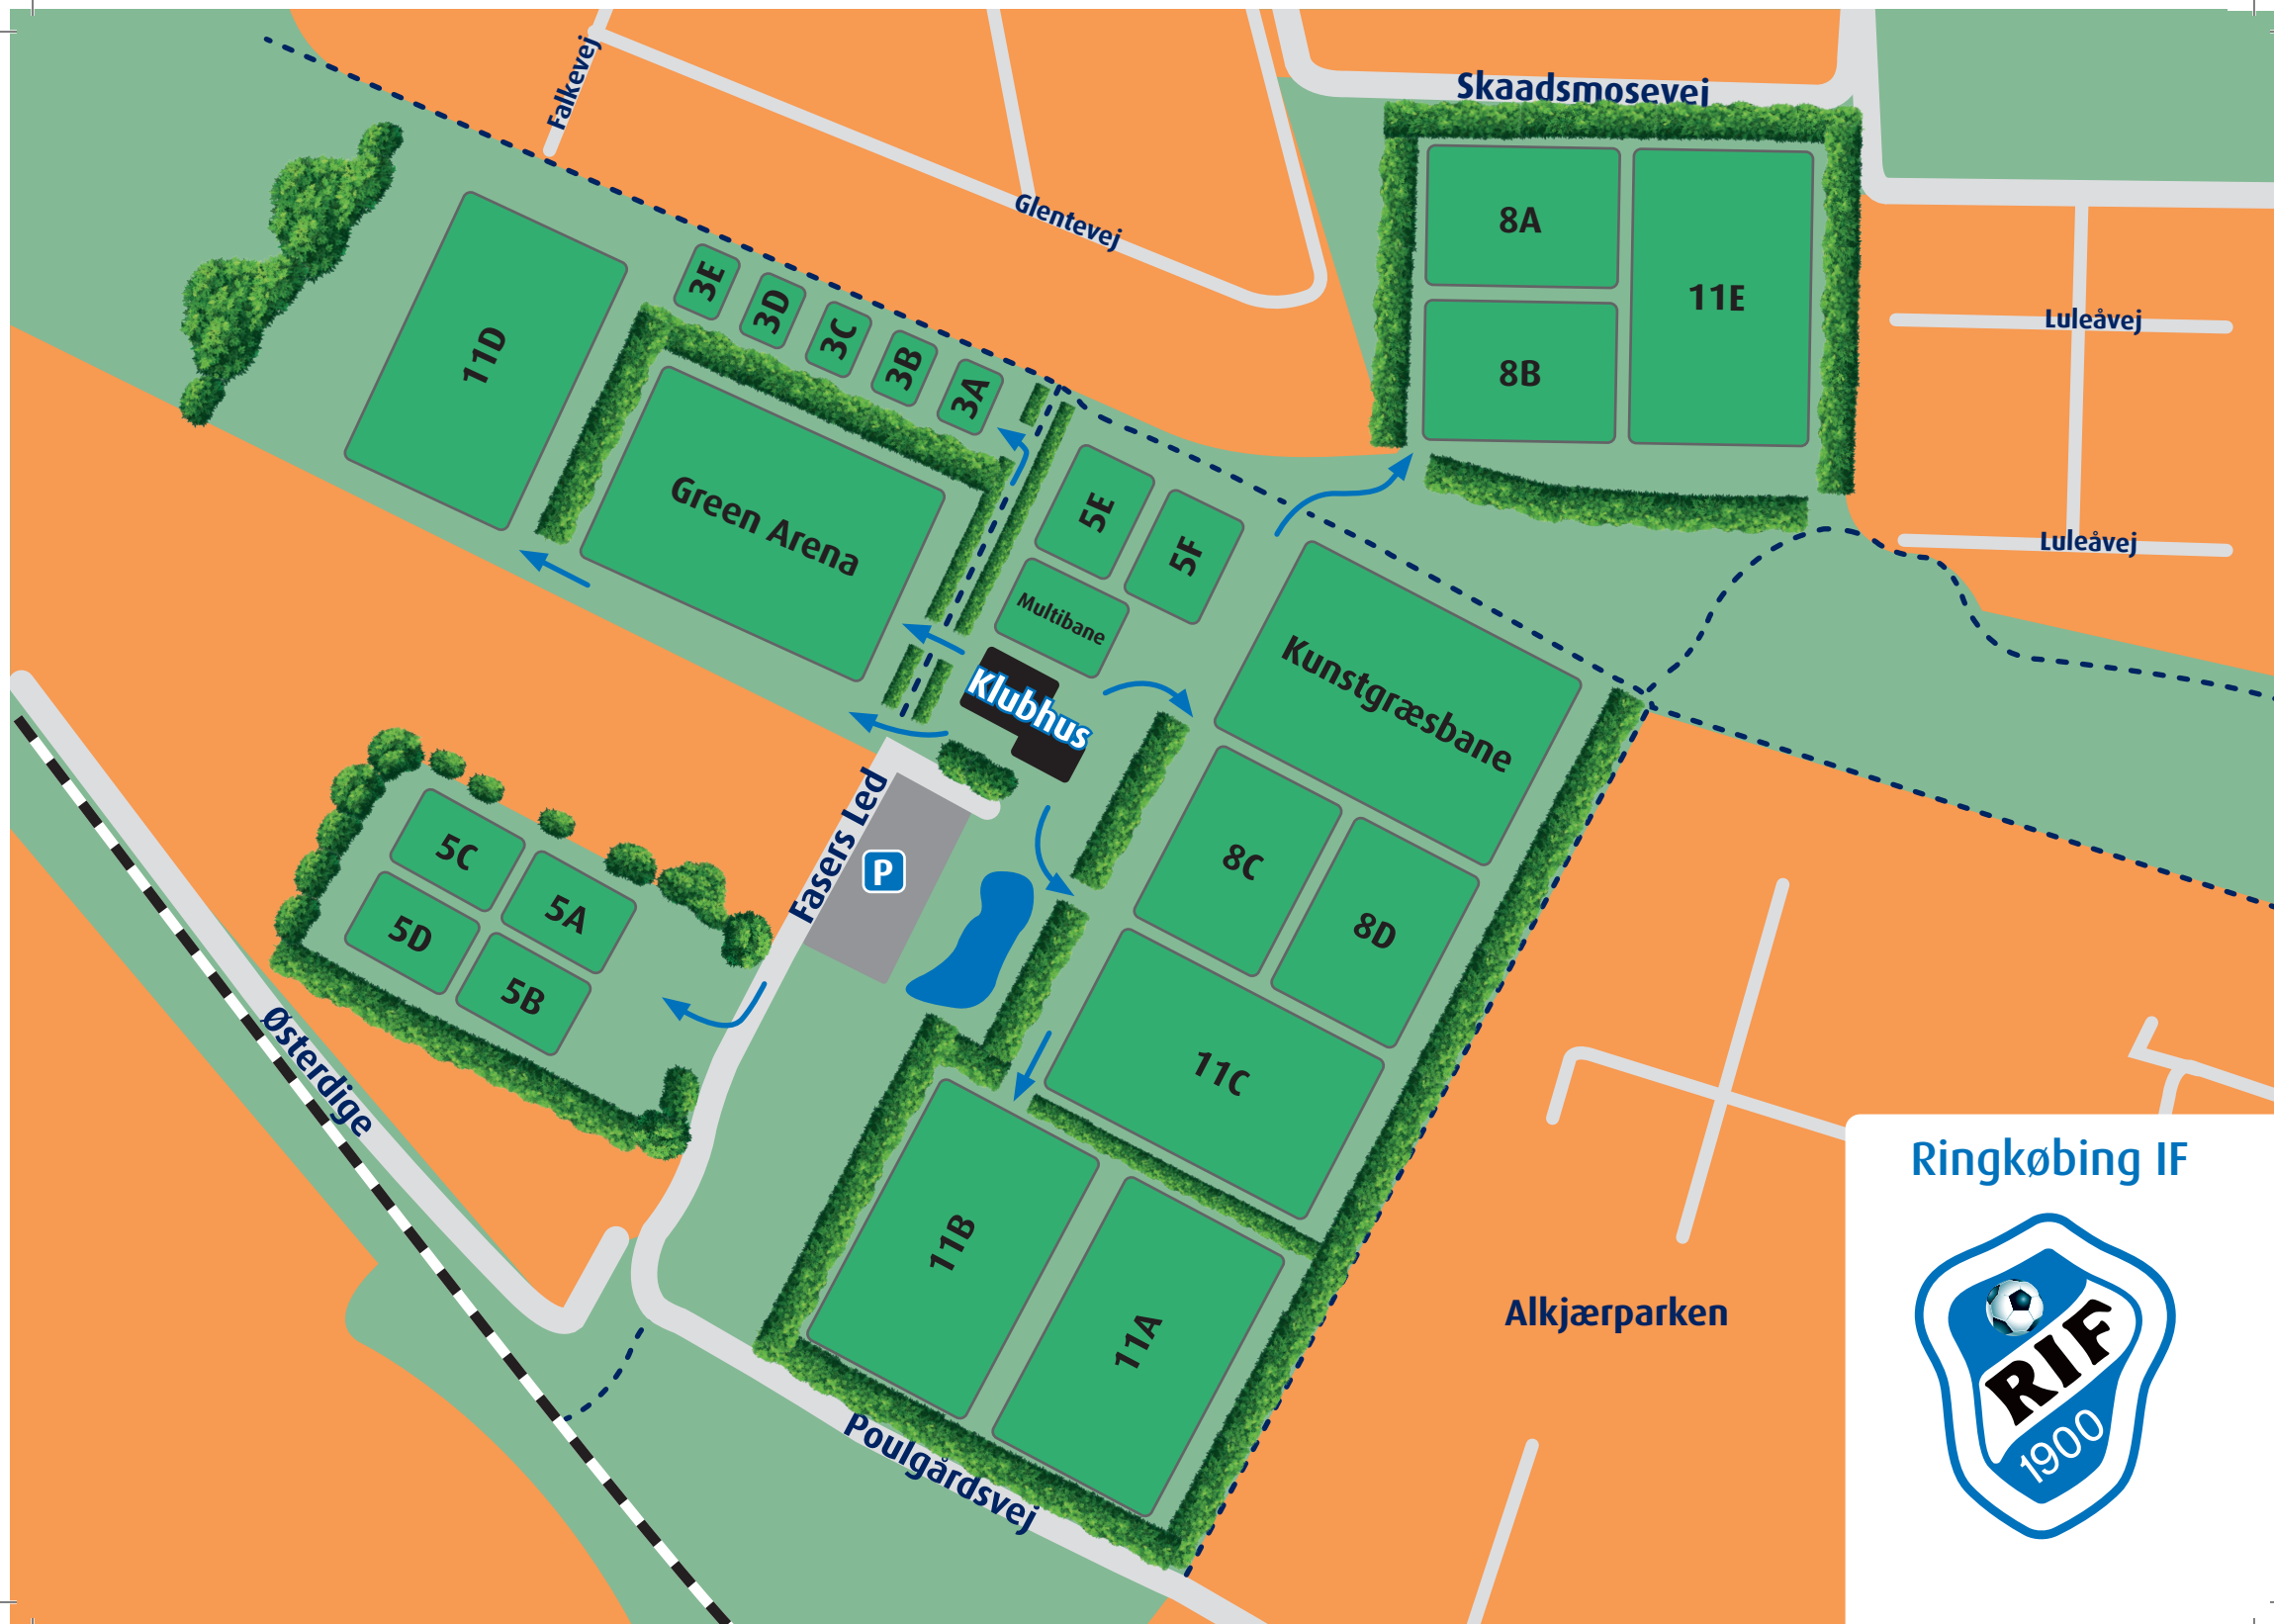 Falkevej
Skaadsmosevej
Glentevej
8A
11E
8B
Luleåvej
Luleåvej
3E
3D
3C
3B
3A
11D
Green Arena
5E
5F
Multibane
Kunstgræsbane
Klubhus
Fasers Led
P
5C
5A
5D
5B
8C
8D
11C
Østerdige
11B
11A
Poulgårdsvej
Alkjærparken
Ringkøbing IF
RIF
1900